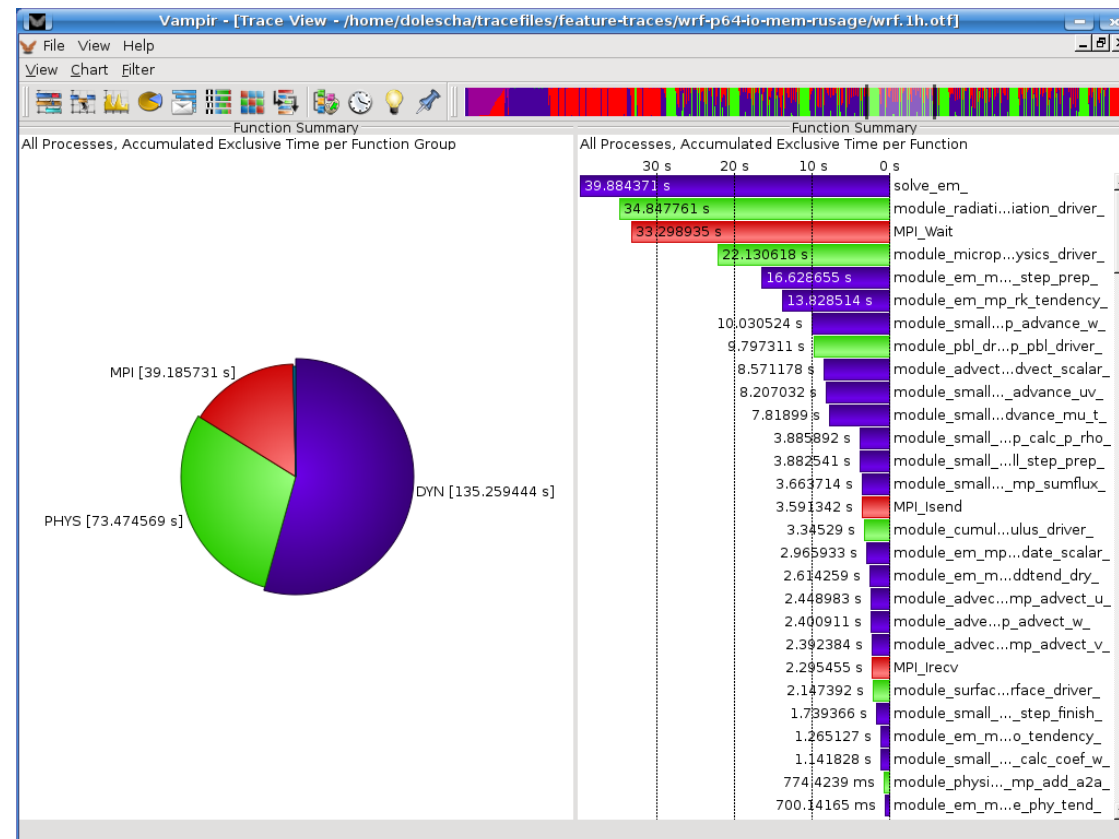 Vampir - [Trace View - /home/dolescha/tracefiles/feature-traces/wrf-p64-io-mem-rusage/wrf.1h.otf]
File View Help
View Chart Filter
Function Summary
All Processes, Accumulated Exclusive Time per Function Group
MPI [39.185731 s]
DYN [135.259444 s]
PHYS [73.474569 s]
Function Summary
All Processes, Accumulated Exclusive Time per Function
30 s 20 s 10 s 0 s
39.884371 s solve_em_
34.847761 s module_radiati...iation_driver_
33.298935 s MPI_Wait
22.130618 s module_microp...ysics_driver_
16.628655 s module_em_m..._step_prep_
13.828514 s module_em_mp_rk_tendency_
10.030524 s module_small...p_advance_w_
9.797311 s module_pbl_dr...p_pbl_driver_
8.571178 s module_advect...dvect_scalar_
8.207032 s module_small..._advance_uv_
7.81899 s module_small...dvance_mu_t_
3.885892 s module_small_...p_calc_p_rho_
3.882541 s module_small_...ll_step_prep_
3.663714 s module_small..._mp_sumflux_
3.591342 s MPI_Isend
3.34529 s module_cumul...ulus_driver_
2.965933 s module_em_mp...date_scalar_
2.614259 s module_em_m...ddtend_dry_
2.448983 s module_advec...mp_advect_u_
2.400911 s module_adve...p_advect_w_
2.392384 s module_advec...mp_advect_v_
2.295455 s MPI_Irecv
2.147392 s module_surfac...rface_driver_
1.739366 s module_small_..._step_finish_
1.265127 s module_em_m...o_tendency_
1.141828 s module_small_..._calc_coef_w_
774.4239 ms module_physi..._mp_add_a2a_
700.14165 ms module_em_m...e_phy_tend_